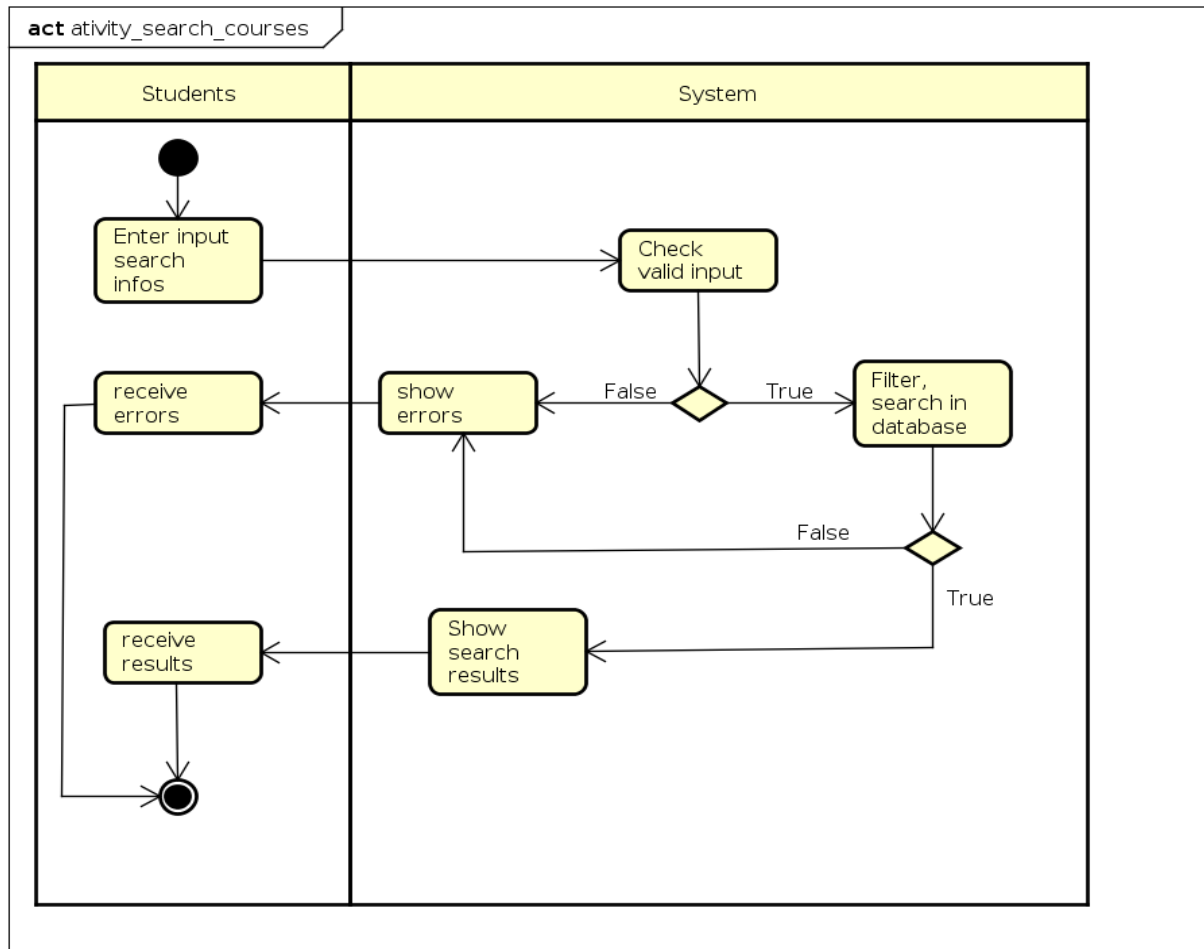 act ativity_search_courses
Students
System
Enter input
search
infos
Check
valid input
receive
errors
show
errors
False
True
Filter,
search in
database
False
True
receive
results
Show
search
results